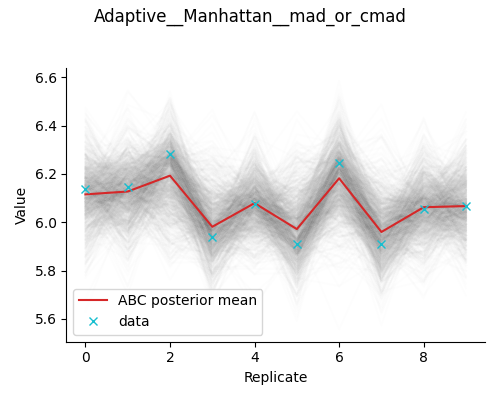 Adaptive__Manhattan__mad_or_cmad
6.6
6.4
6.2
6.0
5.8
5.6
Value
ABC posterior mean
data
0 2 4 6 8
Replicate